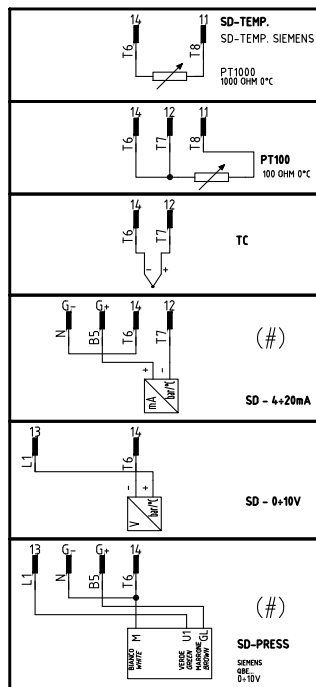 14 11 SD-TEMP.
SD-TEMP. SIEMENS
T6 T8
PT1000
1000 OHM 0°C
14 12 11
T6 T7 T8
PT100
100 OHM 0°C
14 12
T6 T7
TC
- +
G- G+ 14 12
N B5 T6 T7
(#)
+ -
mA bar/°C
SD - 4÷20mA
13 14
L1 T6
- +
V bar/°C
SD - 0÷10V
13 G- G+ 14
L1 N B5 T6
(#)
M U1 GL
BIANCO WHITE
VERDE GREEN
MARRONE BROWN
SD-PRESS
SIEMENS
QBE...
0÷10V